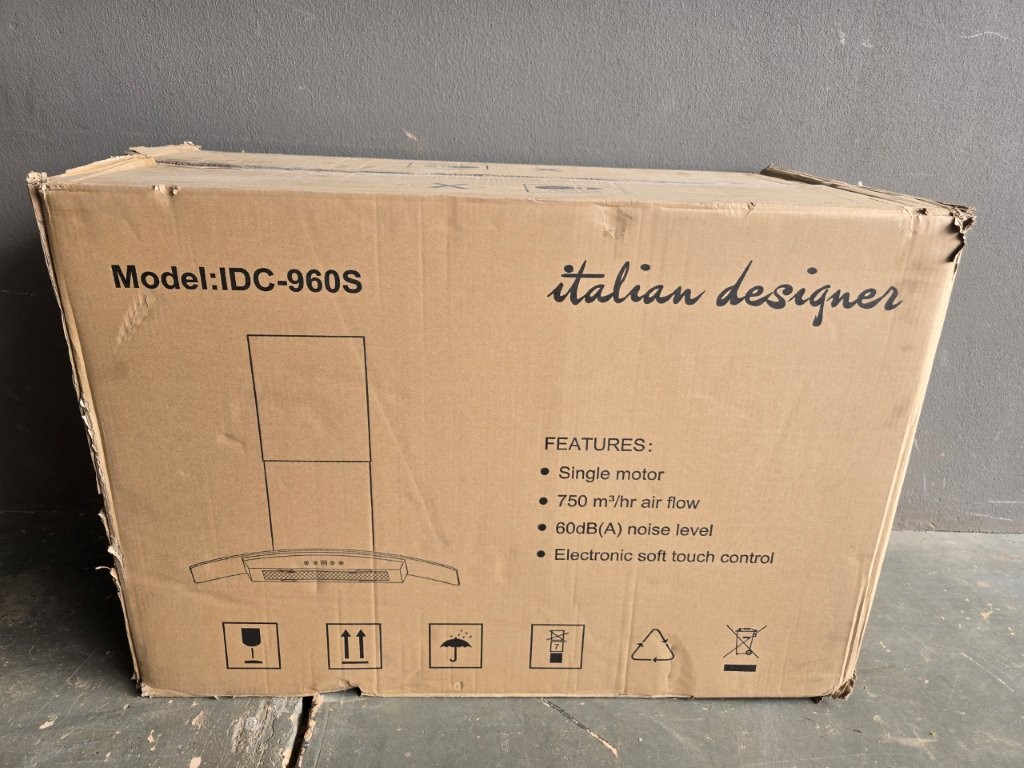 Model:IDC-960S
italian designer
FEATURES:
• Single motor
• 750 m³/hr air flow
• 60dB(A) noise level
• Electronic soft touch control
7